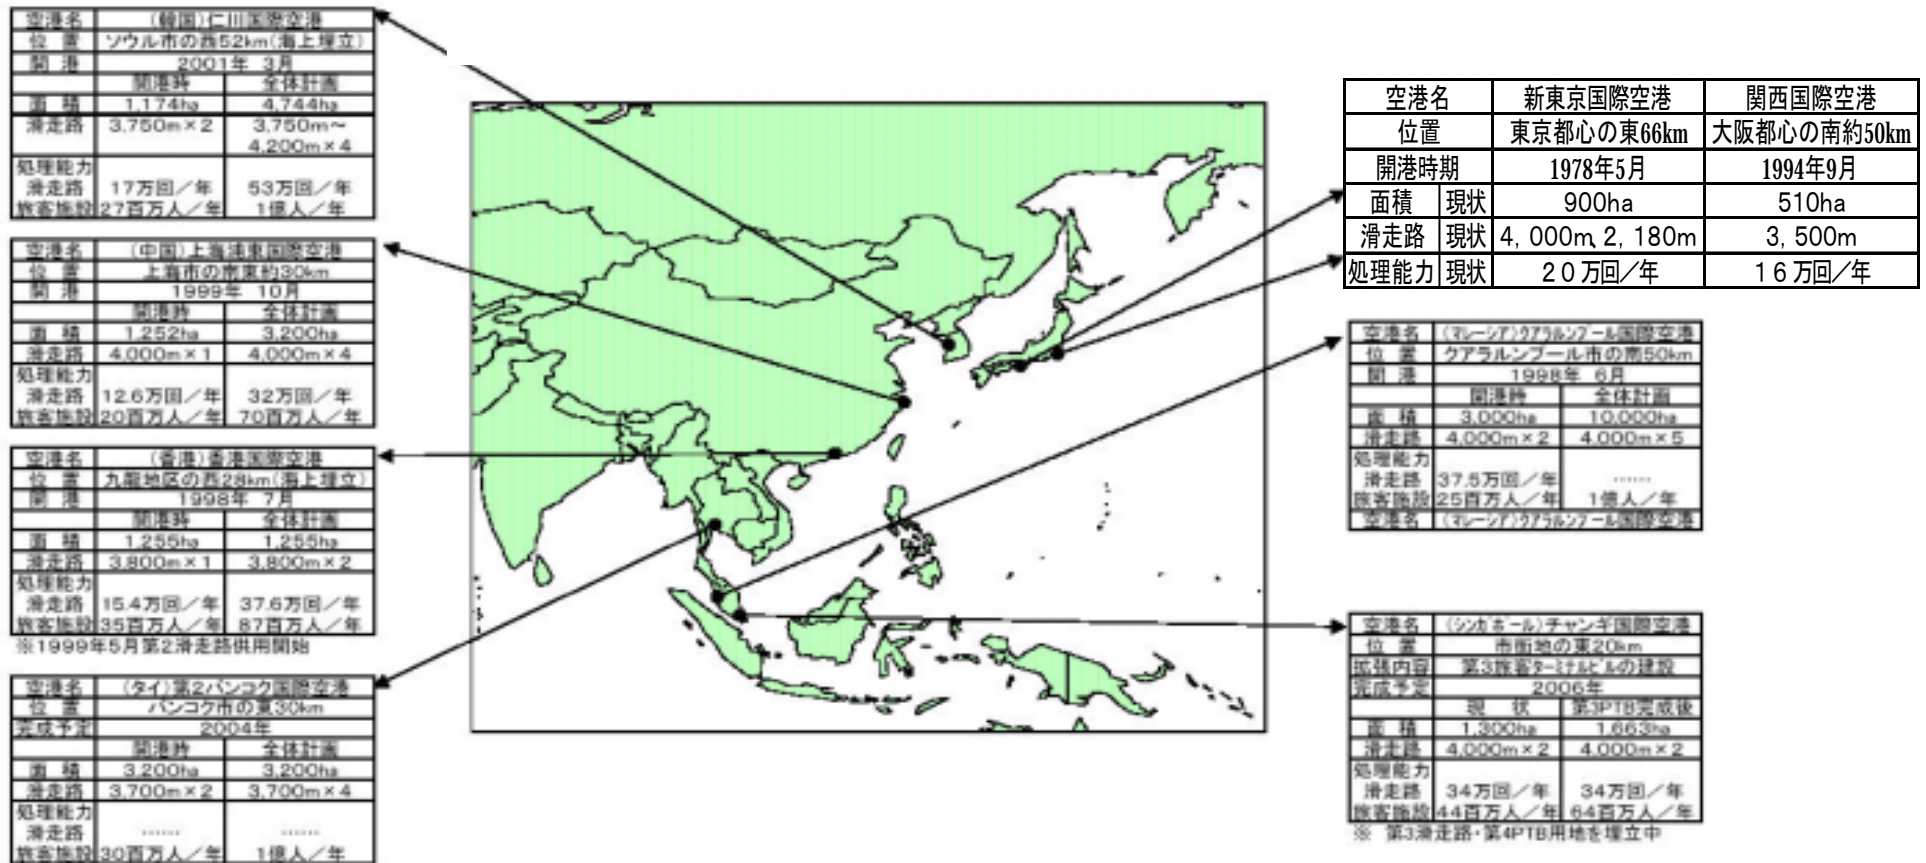 空港名 (韓国)仁川国際空港
位 置 ソウル市の西52km(海上埋立)
開 港 2001年 3月
開港時 全体計画
面 積 1,174ha 4,744ha
滑走路 3,750m×2 3,750m～
4,200m×4
処理能力
滑走路 17万回／年 53万回／年
旅客施設 27百万人／年 1億人／年
空港名 (中国)上海浦東国際空港
位 置 上海市の南東約30km
開 港 1999年 10月
開港時 全体計画
面 積 1,252ha 3,200ha
滑走路 4,000m×1 4,000m×4
処理能力
滑走路 12.6万回／年 32万回／年
旅客施設 20百万人／年 70百万人／年
空港名 (香港)香港国際空港
位 置 九龍地区の西28km(海上埋立)
開 港 1998年 7月
開港時 全体計画
面 積 1,255ha 1,255ha
滑走路 3,800m×1 3,800m×2
処理能力
滑走路 15.4万回／年 37.6万回／年
旅客施設 35百万人／年 87百万人／年
※1999年5月第2滑走路供用開始
空港名 (タイ)第2バンコク国際空港
位 置 バンコク市の東30km
完成予定 2004年
開港時 全体計画
面 積 3,200ha 3,200ha
滑走路 3,700m×2 3,700m×4
処理能力
滑走路 …… ……
旅客施設 30百万人／年 1億人／年
空港名 新東京国際空港 関西国際空港
位置 東京都心の東66km 大阪都心の南約50km
開港時期 1978年5月 1994年9月
面積 現状 900ha 510ha
滑走路 現状 4,000m、2,180m 3,500m
処理能力 現状 20万回／年 16万回／年
空港名 (マレーシア)クアラルンプール国際空港
位 置 クアラルンプール市の南50km
開 港 1998年 6月
開港時 全体計画
面 積 3,000ha 10,000ha
滑走路 4,000m×2 4,000m×5
処理能力
滑走路 37.5万回／年 ……
旅客施設 25百万人／年 1億人／年
空港名 (マレーシア)クアラルンプール国際空港
空港名 (シンガポール)チャンギ国際空港
位 置 市街地の東20km
拡張内容 第3旅客ターミナルビルの建設
完成予定 2006年
現 状 第3PTB完成後
面 積 1,300ha 1,663ha
滑走路 4,000m×2 4,000m×2
処理能力
滑走路 34万回／年 34万回／年
旅客施設 44百万人／年 64百万人／年
※ 第3滑走路・第4PTB用地を埋立中